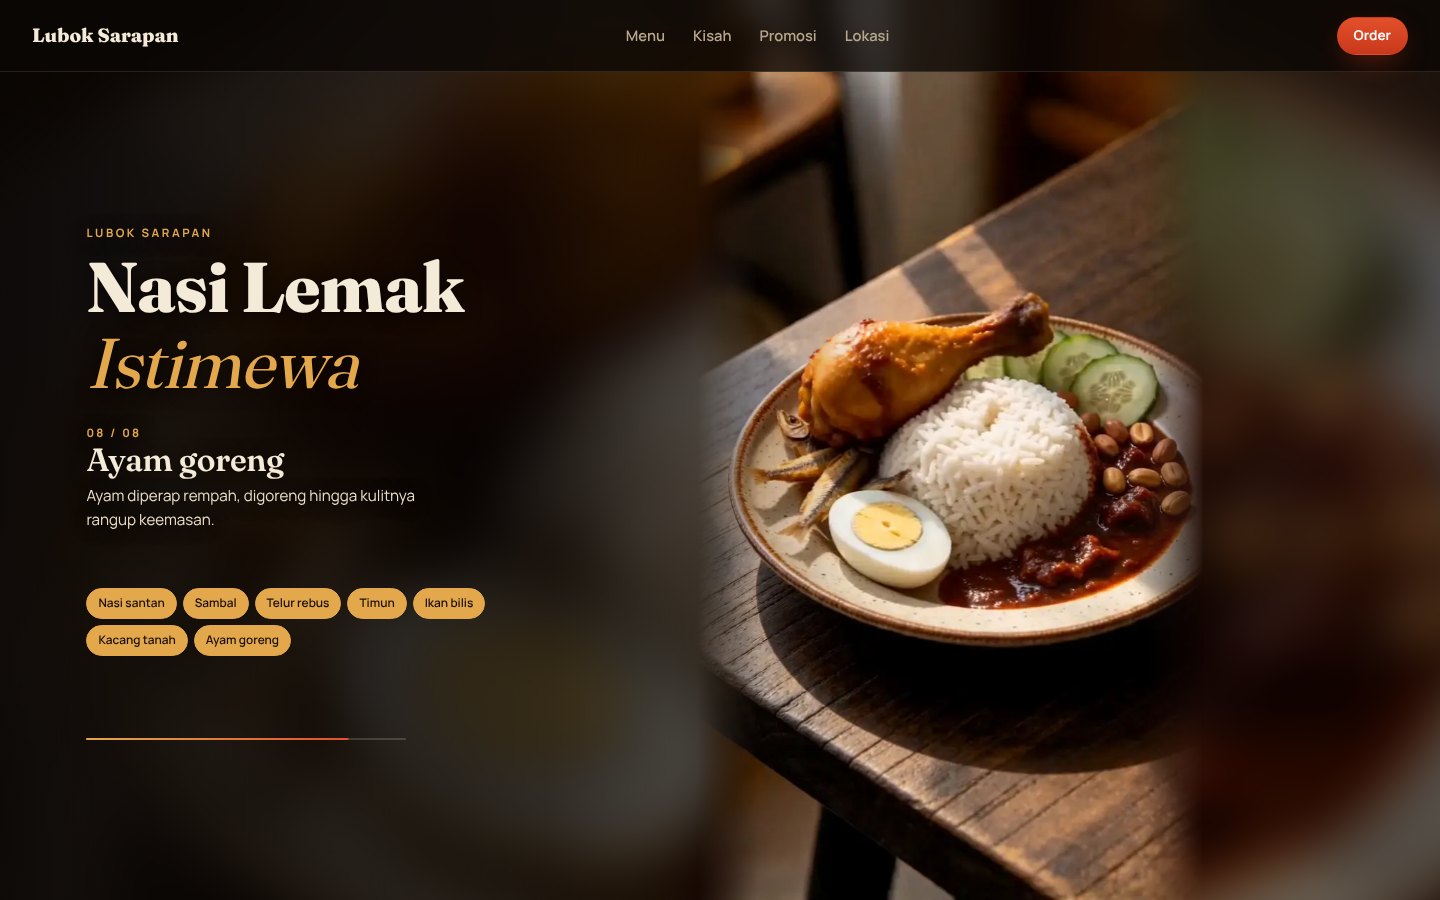 Lubok Sarapan
Menu Kisah Promosi Lokasi
Order
LUBOK SARAPAN
Nasi Lemak
Istimewa
08 / 08
Ayam goreng
Ayam diperap rempah, digoreng hingga kulitnya
rangup keemasan.
Nasi santan Sambal Telur rebus Timun Ikan bilis
Kacang tanah Ayam goreng